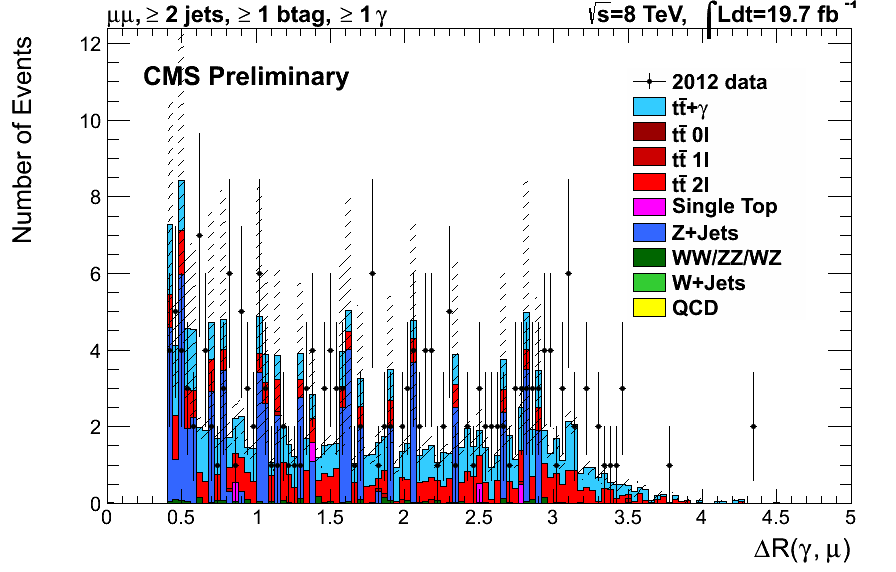 μμ, ≥ 2 jets, ≥ 1 btag, ≥ 1 γ
√s=8 TeV, ∫Ldt=19.7 fb⁻¹
CMS Preliminary
Number of Events
12
10
8
6
4
2
0
2012 data
tt̄+γ
tt̄ 0l
tt̄ 1l
tt̄ 2l
Single Top
Z+Jets
WW/ZZ/WZ
W+Jets
QCD
0 0.5 1 1.5 2 2.5 3 3.5 4 4.5 5
ΔR(γ, μ)